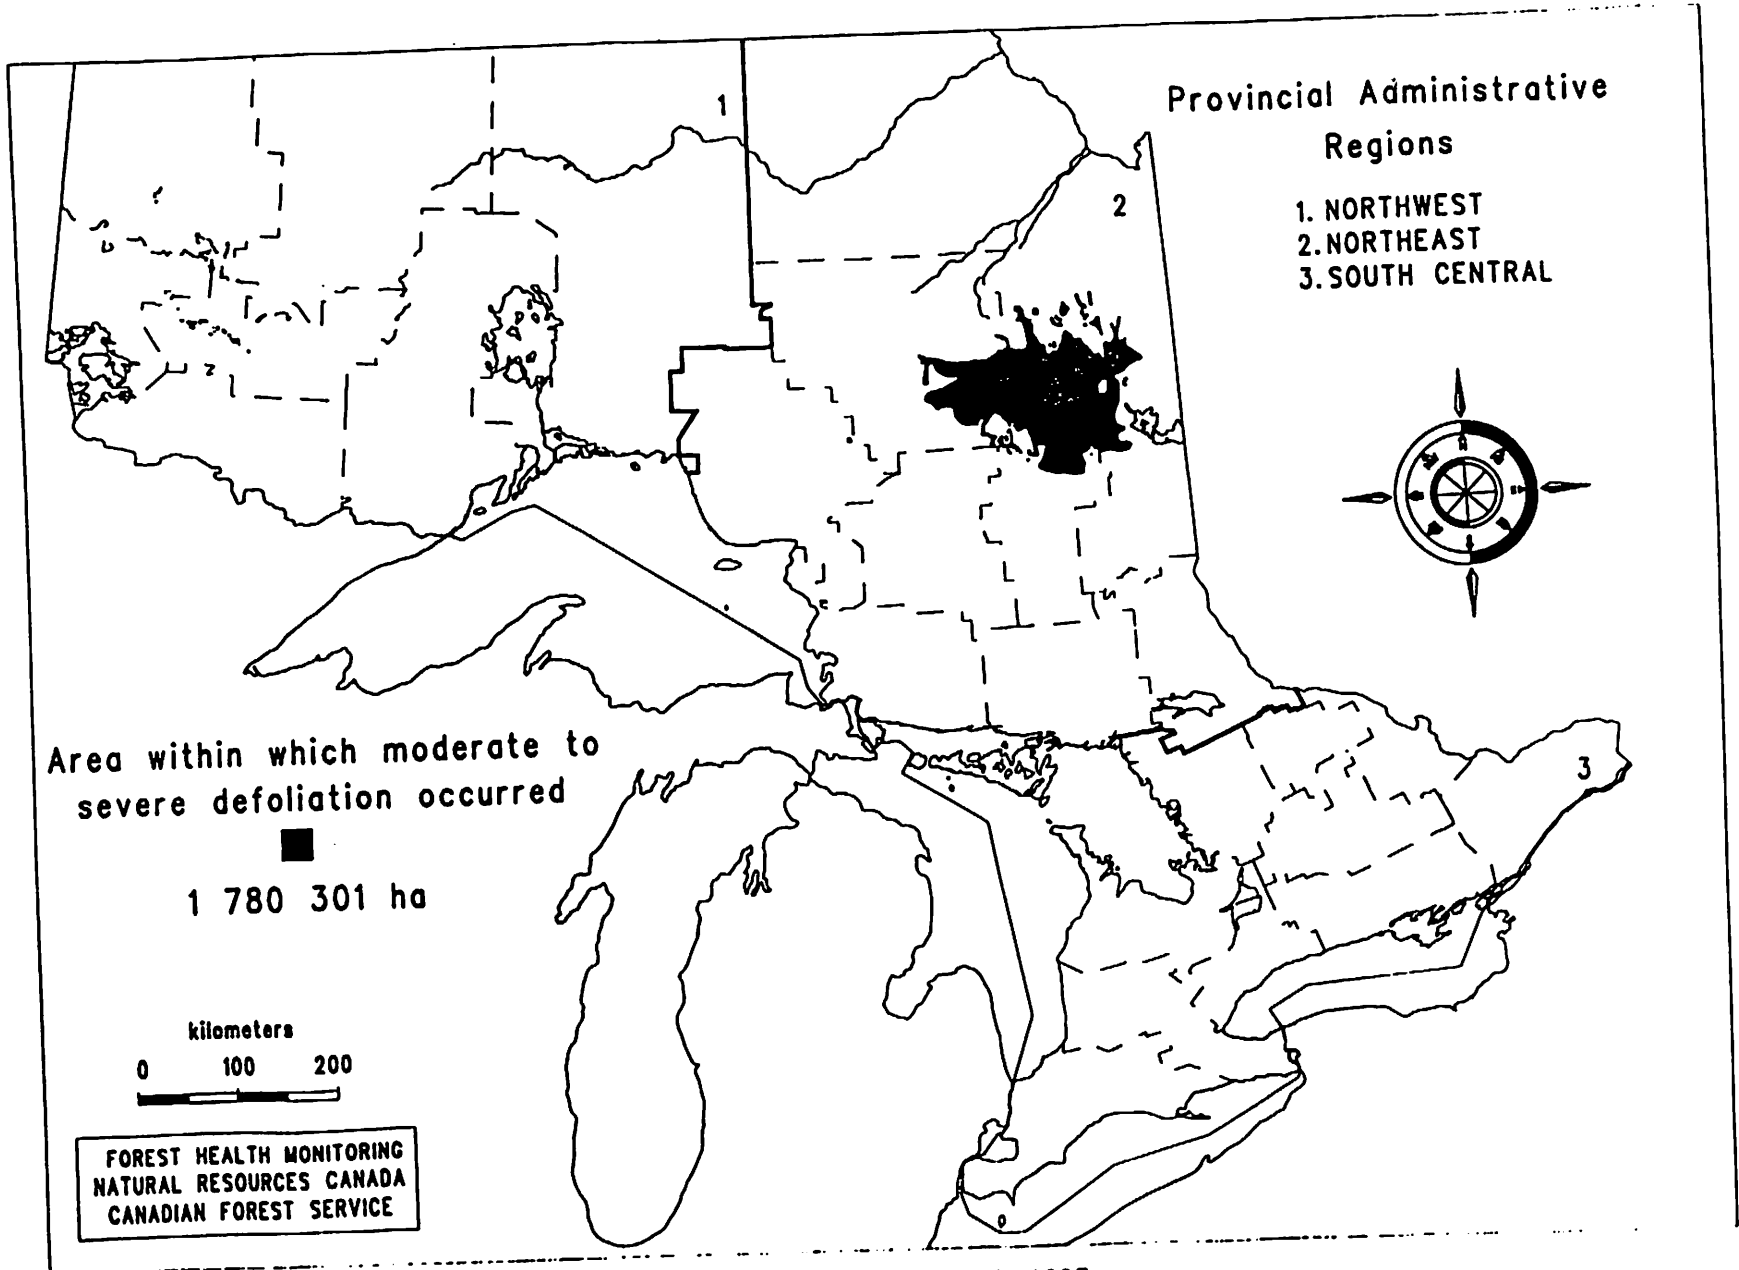 1
Provincial Administrative
Regions
2
1. NORTHWEST
2. NORTHEAST
3. SOUTH CENTRAL
Area within which moderate to
severe defoliation occurred
1 780 301 ha
3
kilometers
0 100 200
FOREST HEALTH MONITORING
NATURAL RESOURCES CANADA
CANADIAN FOREST SERVICE